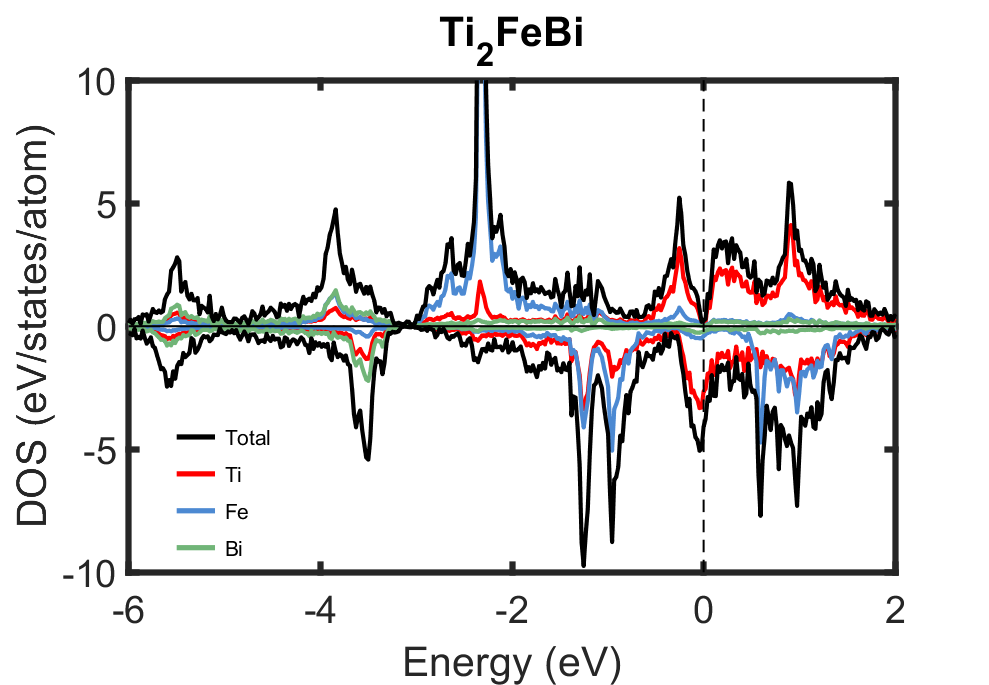 Ti2FeBi
DOS (eV/states/atom)
10
5
0
-5
-10
Total
Ti
Fe
Bi
-6 -4 -2 0 2
Energy (eV)